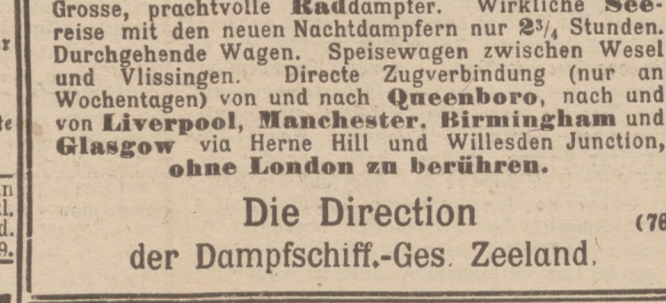 Grosse, prachtvolle Raddampfer. Wirkliche See-
reise mit den neuen Nachtdampfern nur 2¾ Stunden.
Durchgehende Wagen. Speisewagen zwischen Wesel
und Vlissingen. Directe Zugverbindung (nur an
Wochentagen) von und nach Queenboro, nach und
von Liverpool, Manchester, Birmingham und
Glasgow via Herne Hill und Willesden Junction,
ohne London zu berühren.
Die Direction
(76
der Dampfschiff.-Ges. Zeeland.